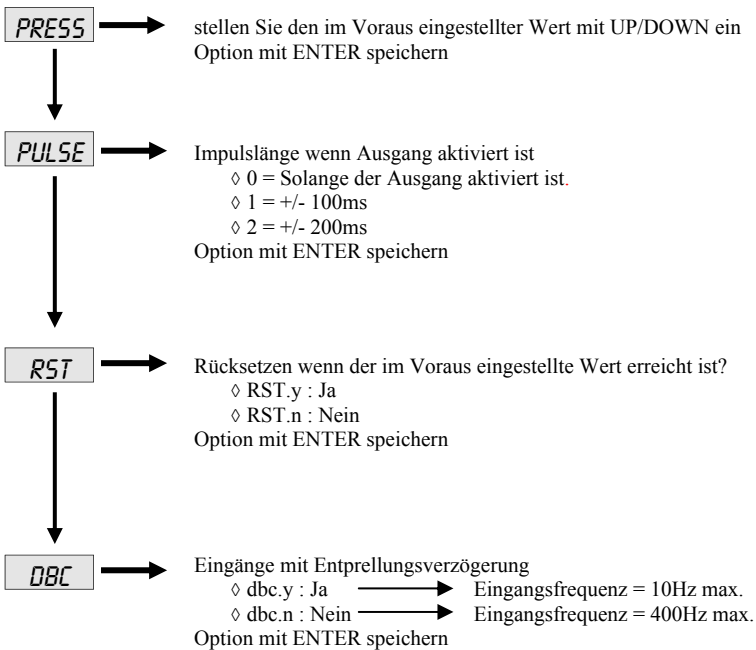 PRESS
stellen Sie den im Voraus eingestellter Wert mit UP/DOWN ein
Option mit ENTER speichern
PULSE
Impulslänge wenn Ausgang aktiviert ist
◊ 0 = Solange der Ausgang aktiviert ist.
◊ 1 = +/- 100ms
◊ 2 = +/- 200ms
Option mit ENTER speichern
RST
Rücksetzen wenn der im Voraus eingestellte Wert erreicht ist?
◊ RST.y : Ja
◊ RST.n : Nein
Option mit ENTER speichern
DBC
Eingänge mit Entprellungsverzögerung
◊ dbc.y : Ja Eingangsfrequenz = 10Hz max.
◊ dbc.n : Nein Eingangsfrequenz = 400Hz max.
Option mit ENTER speichern